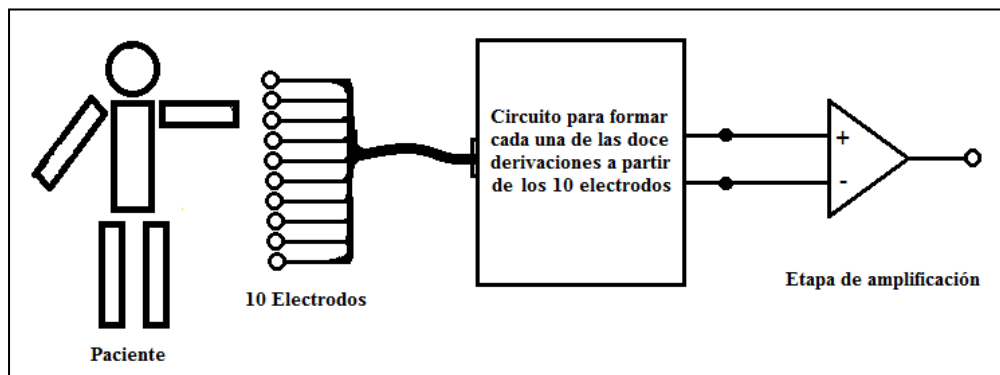 Circuito para formar
cada una de las doce
derivaciones a partir
de los 10 electrodos
+
-
Etapa de amplificación
10 Electrodos
Paciente